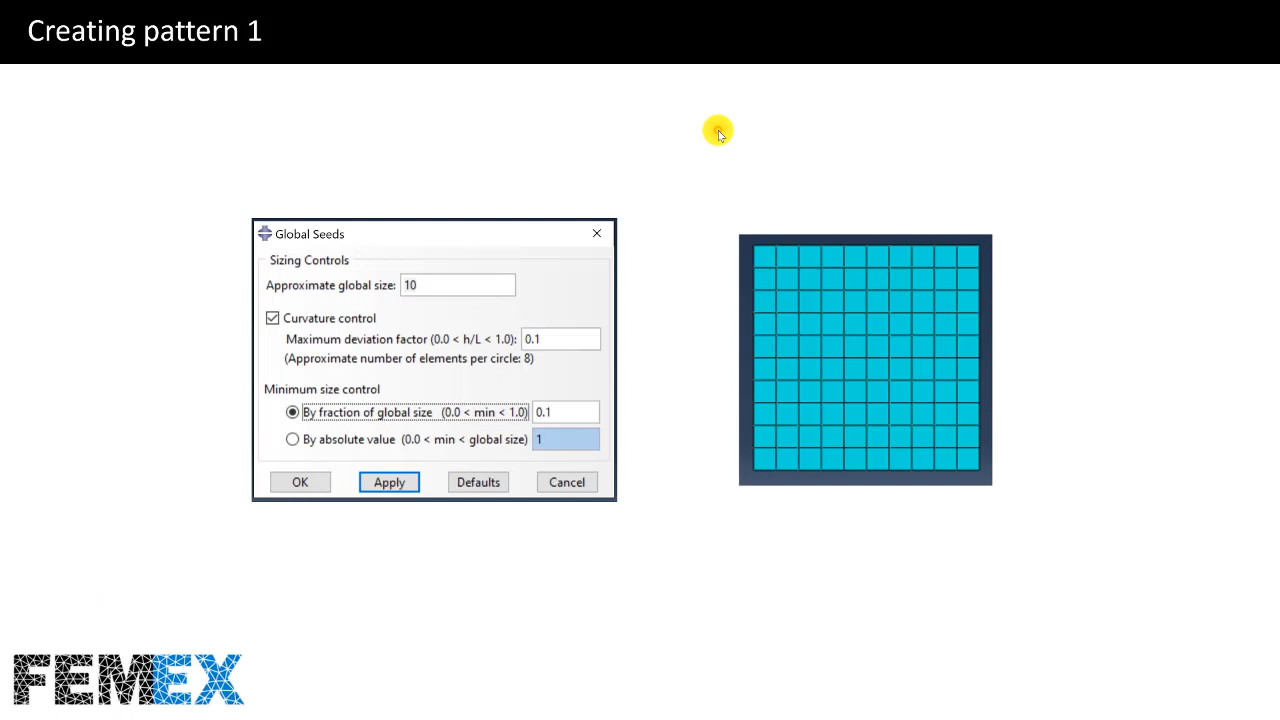 Creating pattern 1
Global Seeds
Sizing Controls
Approximate global size: 10
Curvature control
Maximum deviation factor (0.0 < h/L < 1.0): 0.1
(Approximate number of elements per circle: 8)
Minimum size control
By fraction of global size (0.0 < min < 1.0) 0.1
By absolute value (0.0 < min < global size) 1
OK Apply Defaults Cancel
FEMEX